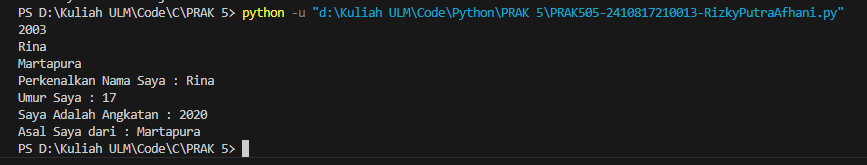 PS D:\Kuliah ULM\Code\C\PRAK 5> python -u "d:\Kuliah ULM\Code\Python\PRAK 5\PRAK505-2410817210013-RizkyPutraAfhani.py"
2003
Rina
Martapura
Perkenalkan Nama Saya : Rina
Umur Saya : 17
Saya Adalah Angkatan : 2020
Asal Saya dari : Martapura
PS D:\Kuliah ULM\Code\C\PRAK 5>